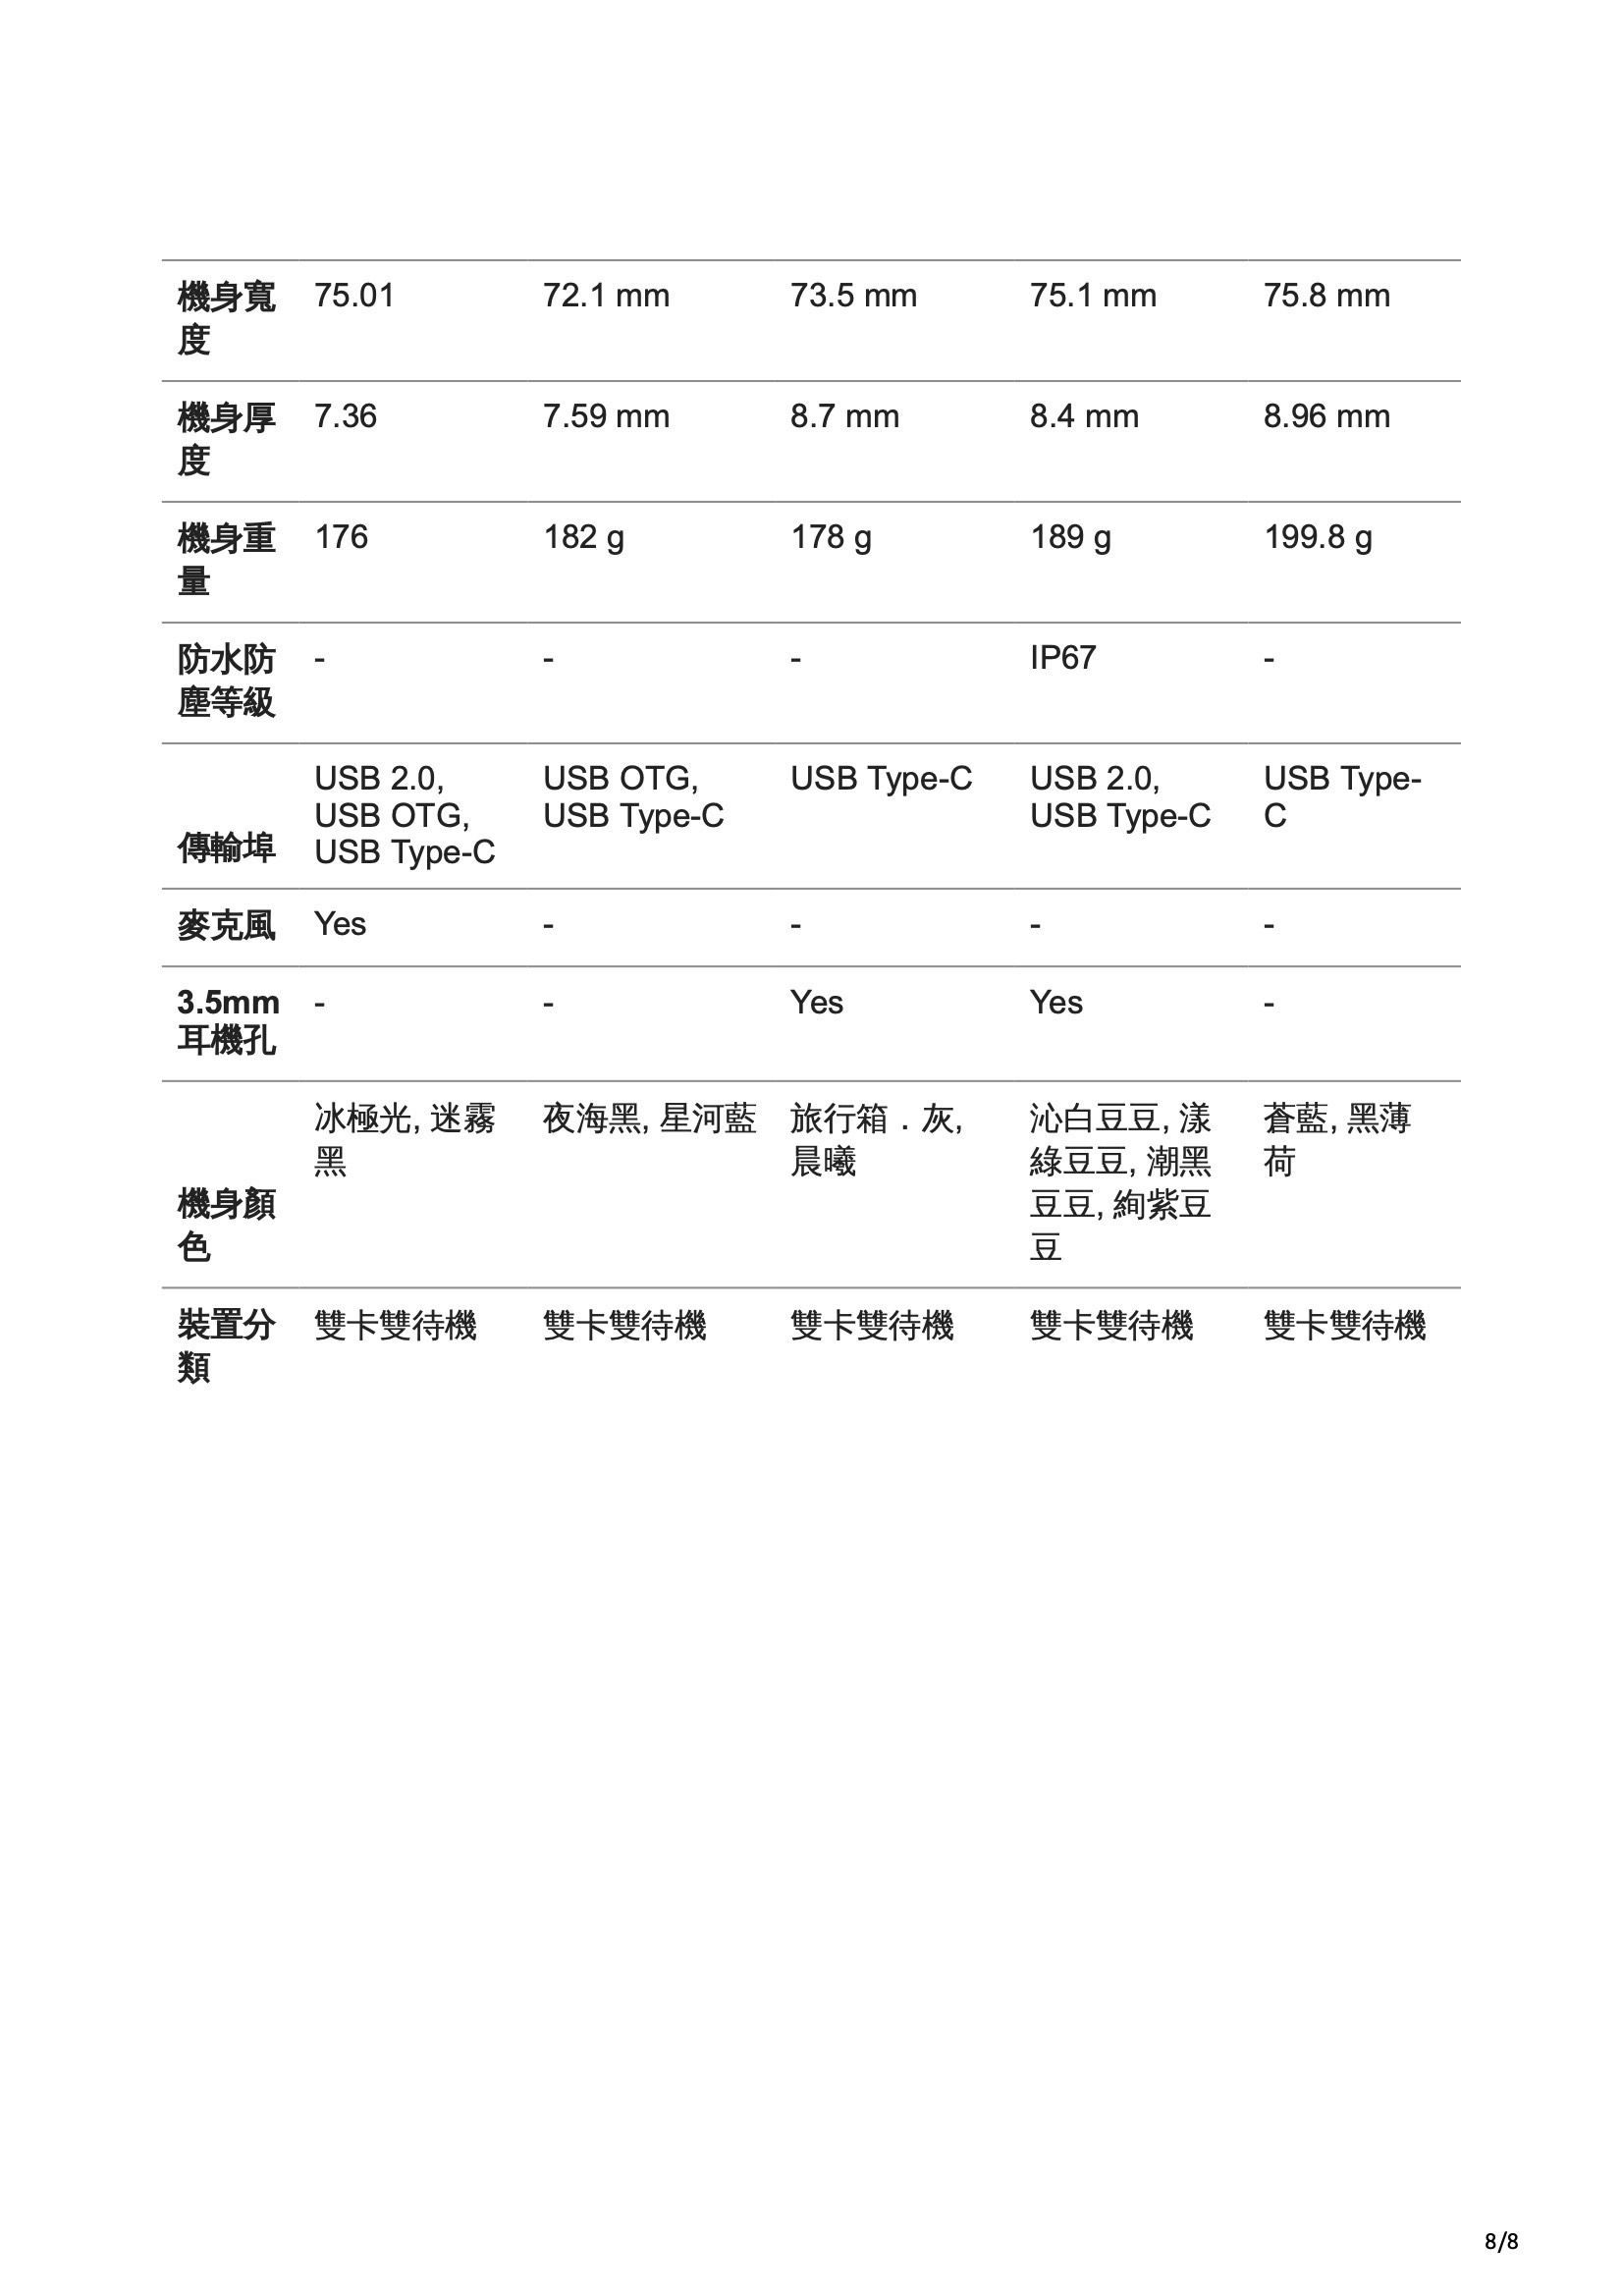 機身寬度 75.01 72.1 mm 73.5 mm 75.1 mm 75.8 mm
機身厚度 7.36 7.59 mm 8.7 mm 8.4 mm 8.96 mm
機身重量 176 182 g 178 g 189 g 199.8 g
防水防塵等級 - - - IP67 -
傳輸埠 USB 2.0, USB OTG, USB Type-C USB OTG, USB Type-C USB Type-C USB 2.0, USB Type-C USB Type-C
麥克風 Yes - - - -
3.5mm 耳機孔 - - Yes Yes -
機身顏色 冰極光, 迷霧黑 夜海黑, 星河藍 旅行箱．灰, 晨曦 沁白豆豆, 漾綠豆豆, 潮黑豆豆, 絢紫豆豆 蒼藍, 黑薄荷
裝置分類 雙卡雙待機 雙卡雙待機 雙卡雙待機 雙卡雙待機 雙卡雙待機
8/8